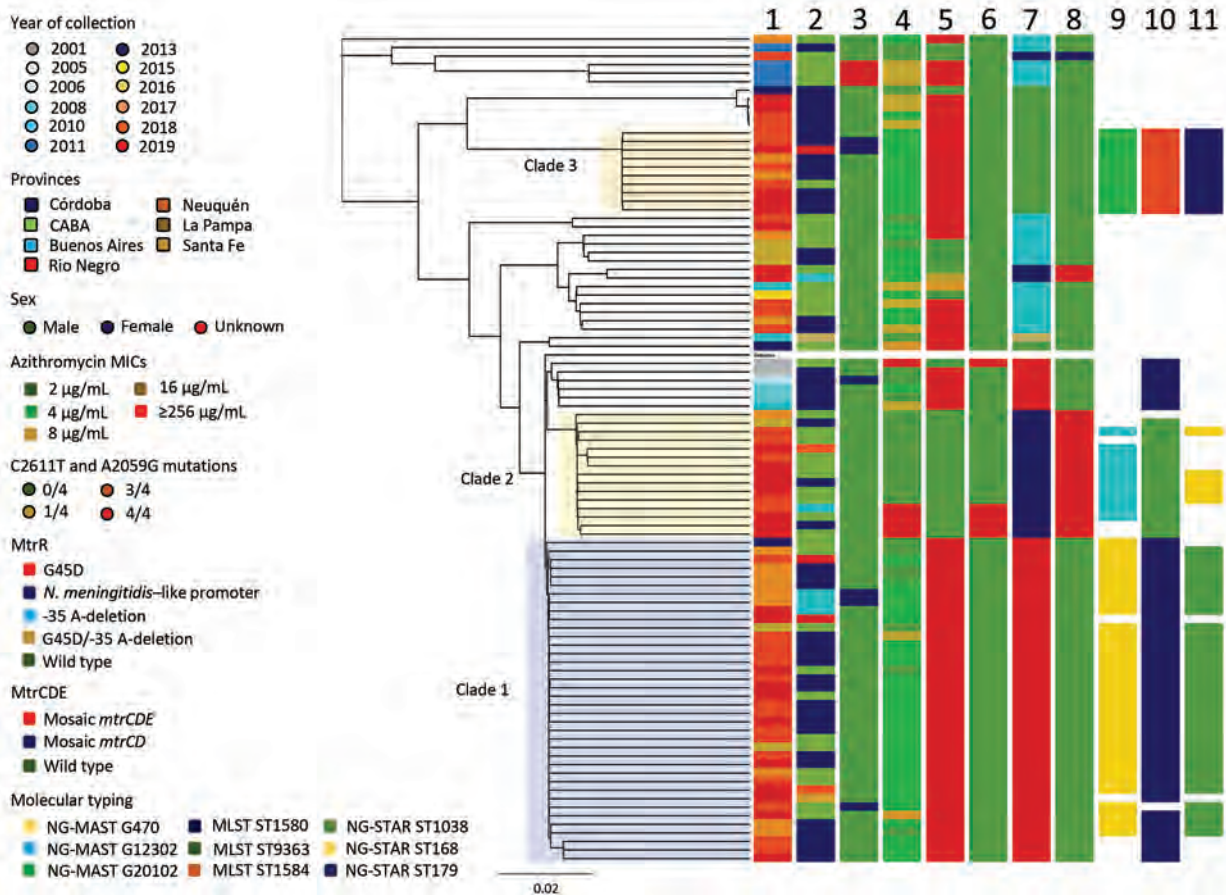 Year of collection
2001 2013
2005 2015
2006 2016
2008 2017
2010 2018
2011 2019
Provinces
Córdoba Neuquén
CABA La Pampa
Buenos Aires Santa Fe
Rio Negro
Sex
Male Female Unknown
Azithromycin MICs
2 µg/mL 16 µg/mL
4 µg/mL ≥256 µg/mL
8 µg/mL
C2611T and A2059G mutations
0/4 3/4
1/4 4/4
MtrR
G45D
N. meningitidis–like promoter
-35 A-deletion
G45D/-35 A-deletion
Wild type
MtrCDE
Mosaic mtrCDE
Mosaic mtrCD
Wild type
Molecular typing
NG-MAST G470 MLST ST1580 NG-STAR ST1038
NG-MAST G12302 MLST ST9363 NG-STAR ST168
NG-MAST G20102 MLST ST1584 NG-STAR ST179
1 2 3 4 5 6 7 8 9 10 11
Clade 3
Clade 2
Clade 1
0.02